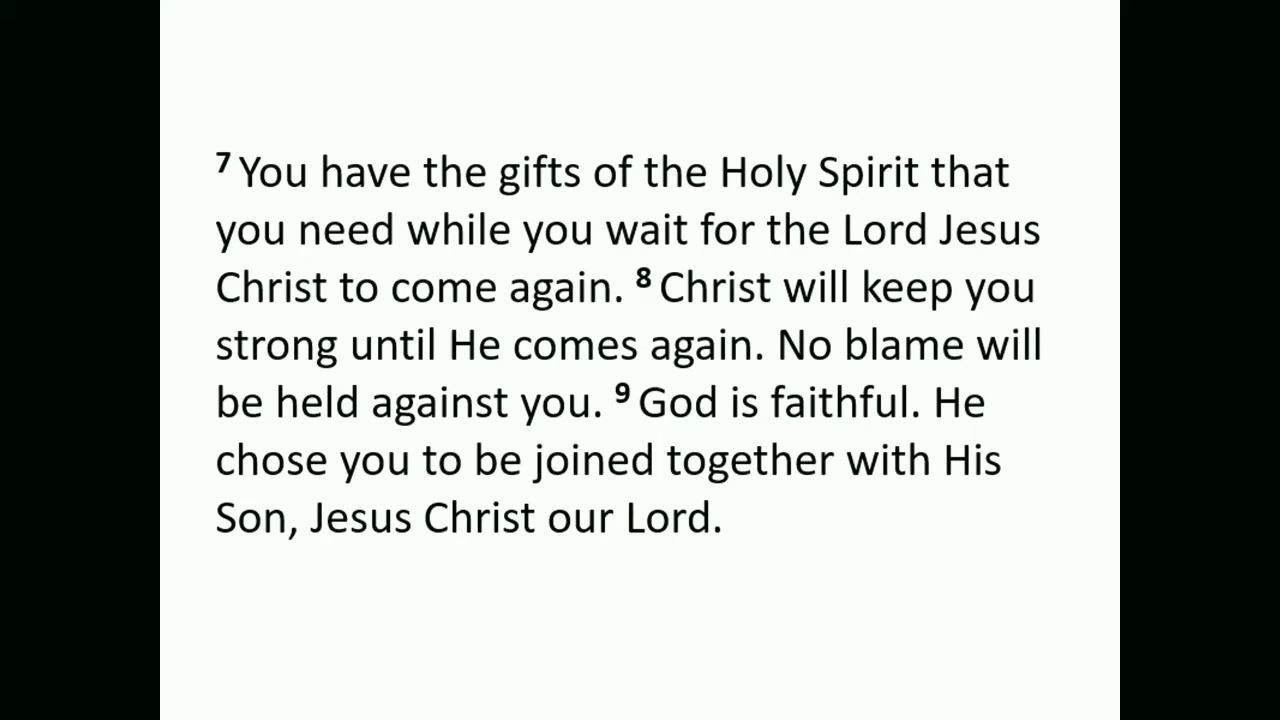 7 You have the gifts of the Holy Spirit that
you need while you wait for the Lord Jesus
Christ to come again. 8 Christ will keep you
strong until He comes again. No blame will
be held against you. 9 God is faithful. He
chose you to be joined together with His
Son, Jesus Christ our Lord.